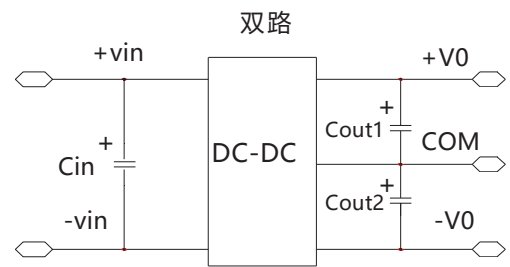 双路
+vin
+V0
+
Cout1
+
Cin
DC-DC
COM
+
Cout2
-vin
-V0